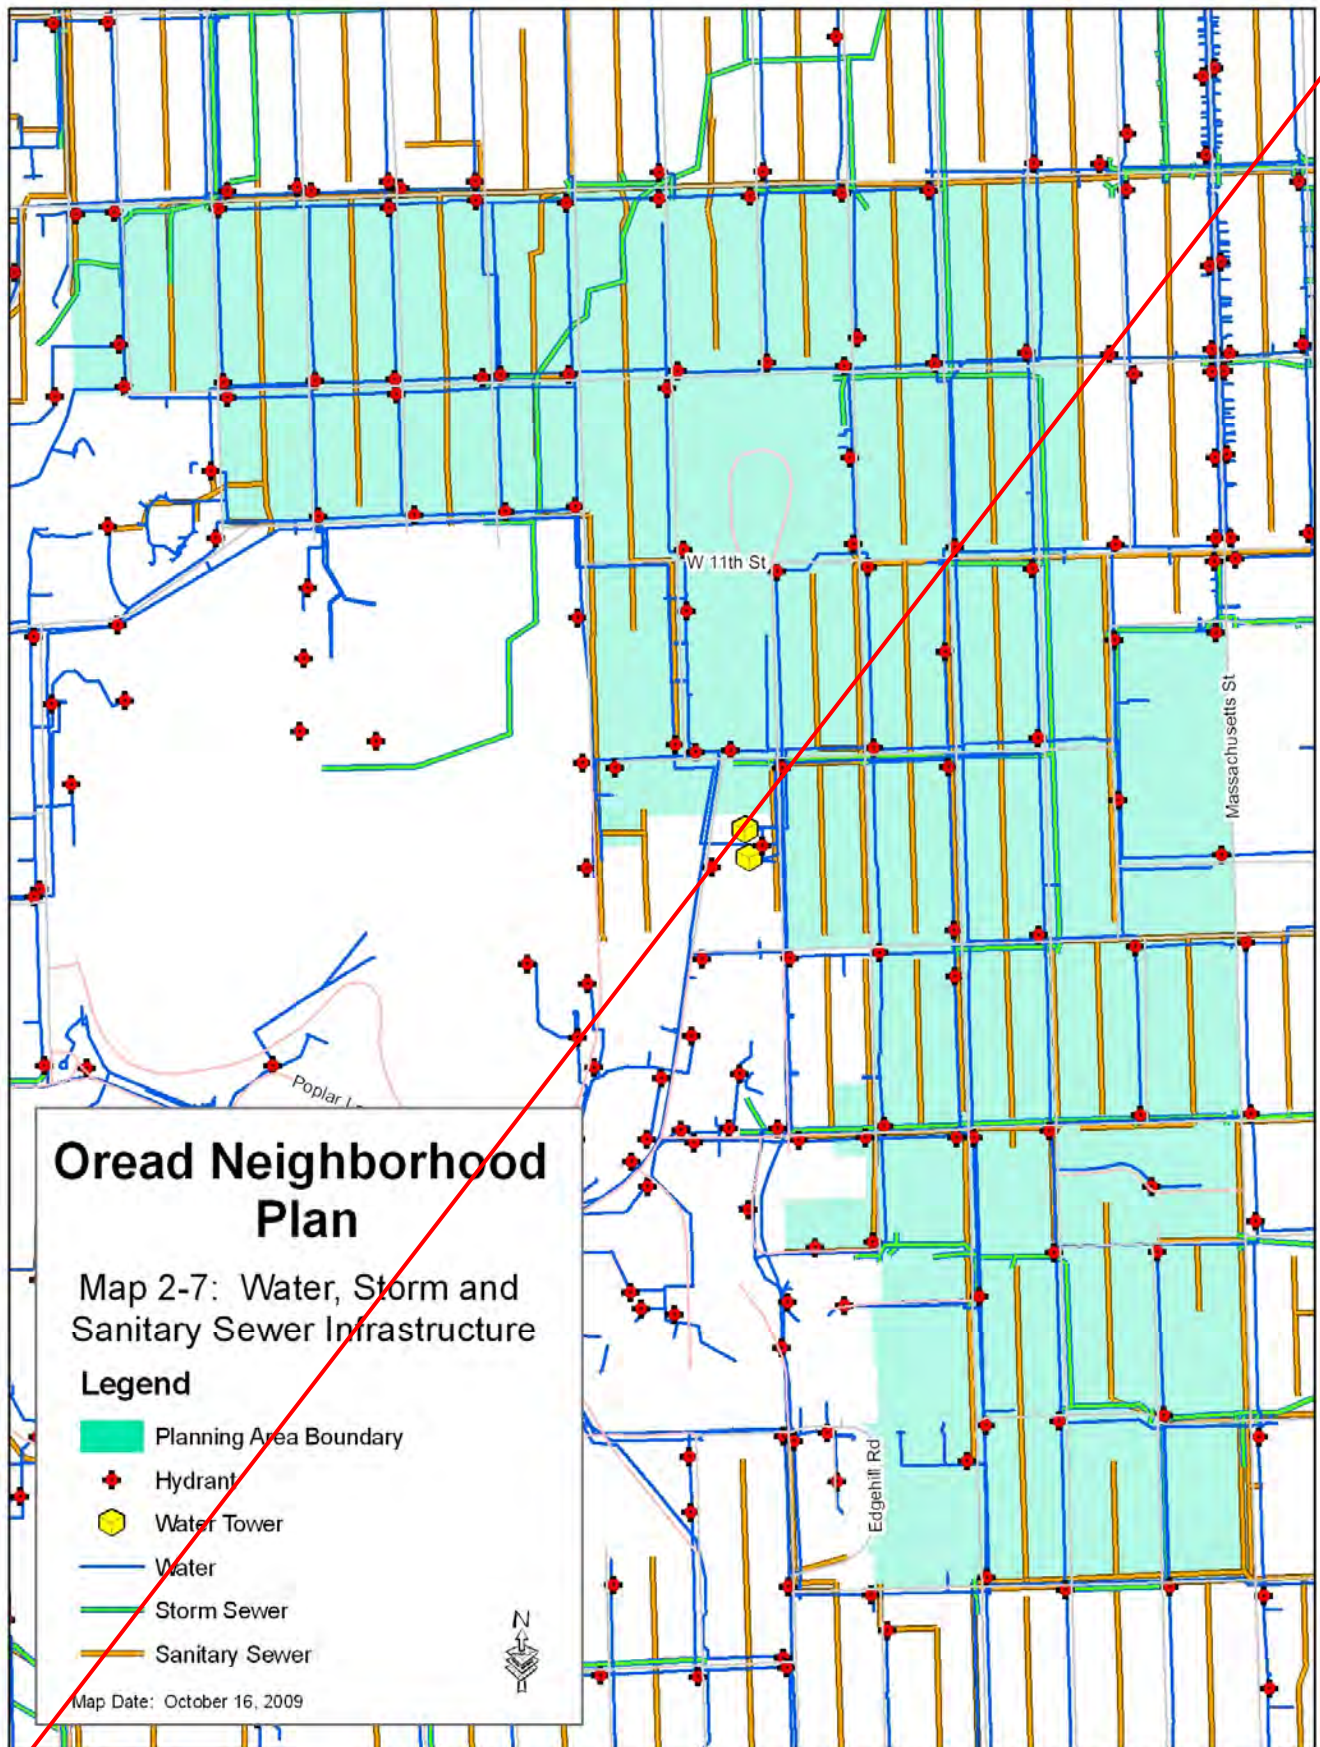 W 11th St
Massachusetts St
Poplar L
Edgehill Rd
Oread Neighborhood
Plan
Map 2-7: Water, Storm and
Sanitary Sewer Infrastructure
Legend
Planning Area Boundary
Hydrant
Water Tower
Water
Storm Sewer
Sanitary Sewer
N
Map Date: October 16, 2009